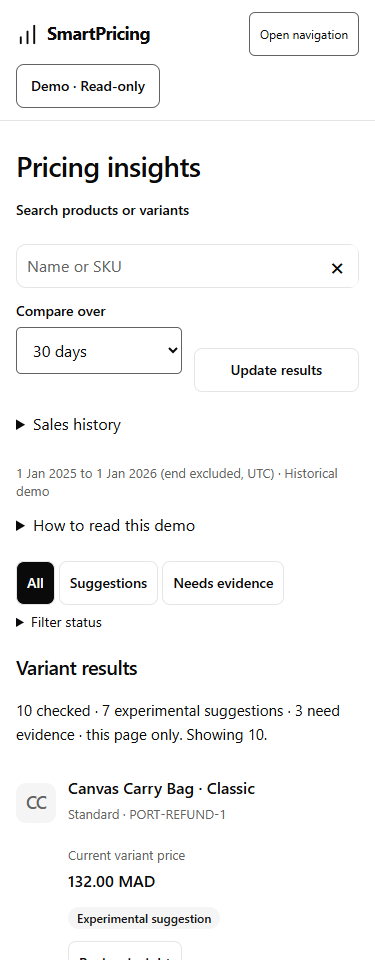 SmartPricing
Open navigation
Demo · Read-only
Pricing insights
Search products or variants
Name or SKU
Compare over
30 days
Update results
Sales history
1 Jan 2025 to 1 Jan 2026 (end excluded, UTC) · Historical
demo
How to read this demo
All
Suggestions
Needs evidence
Filter status
Variant results
10 checked · 7 experimental suggestions · 3 need
evidence · this page only. Showing 10.
CC
Canvas Carry Bag · Classic
Standard · PORT-REFUND-1
Current variant price
132.00 MAD
Experimental suggestion